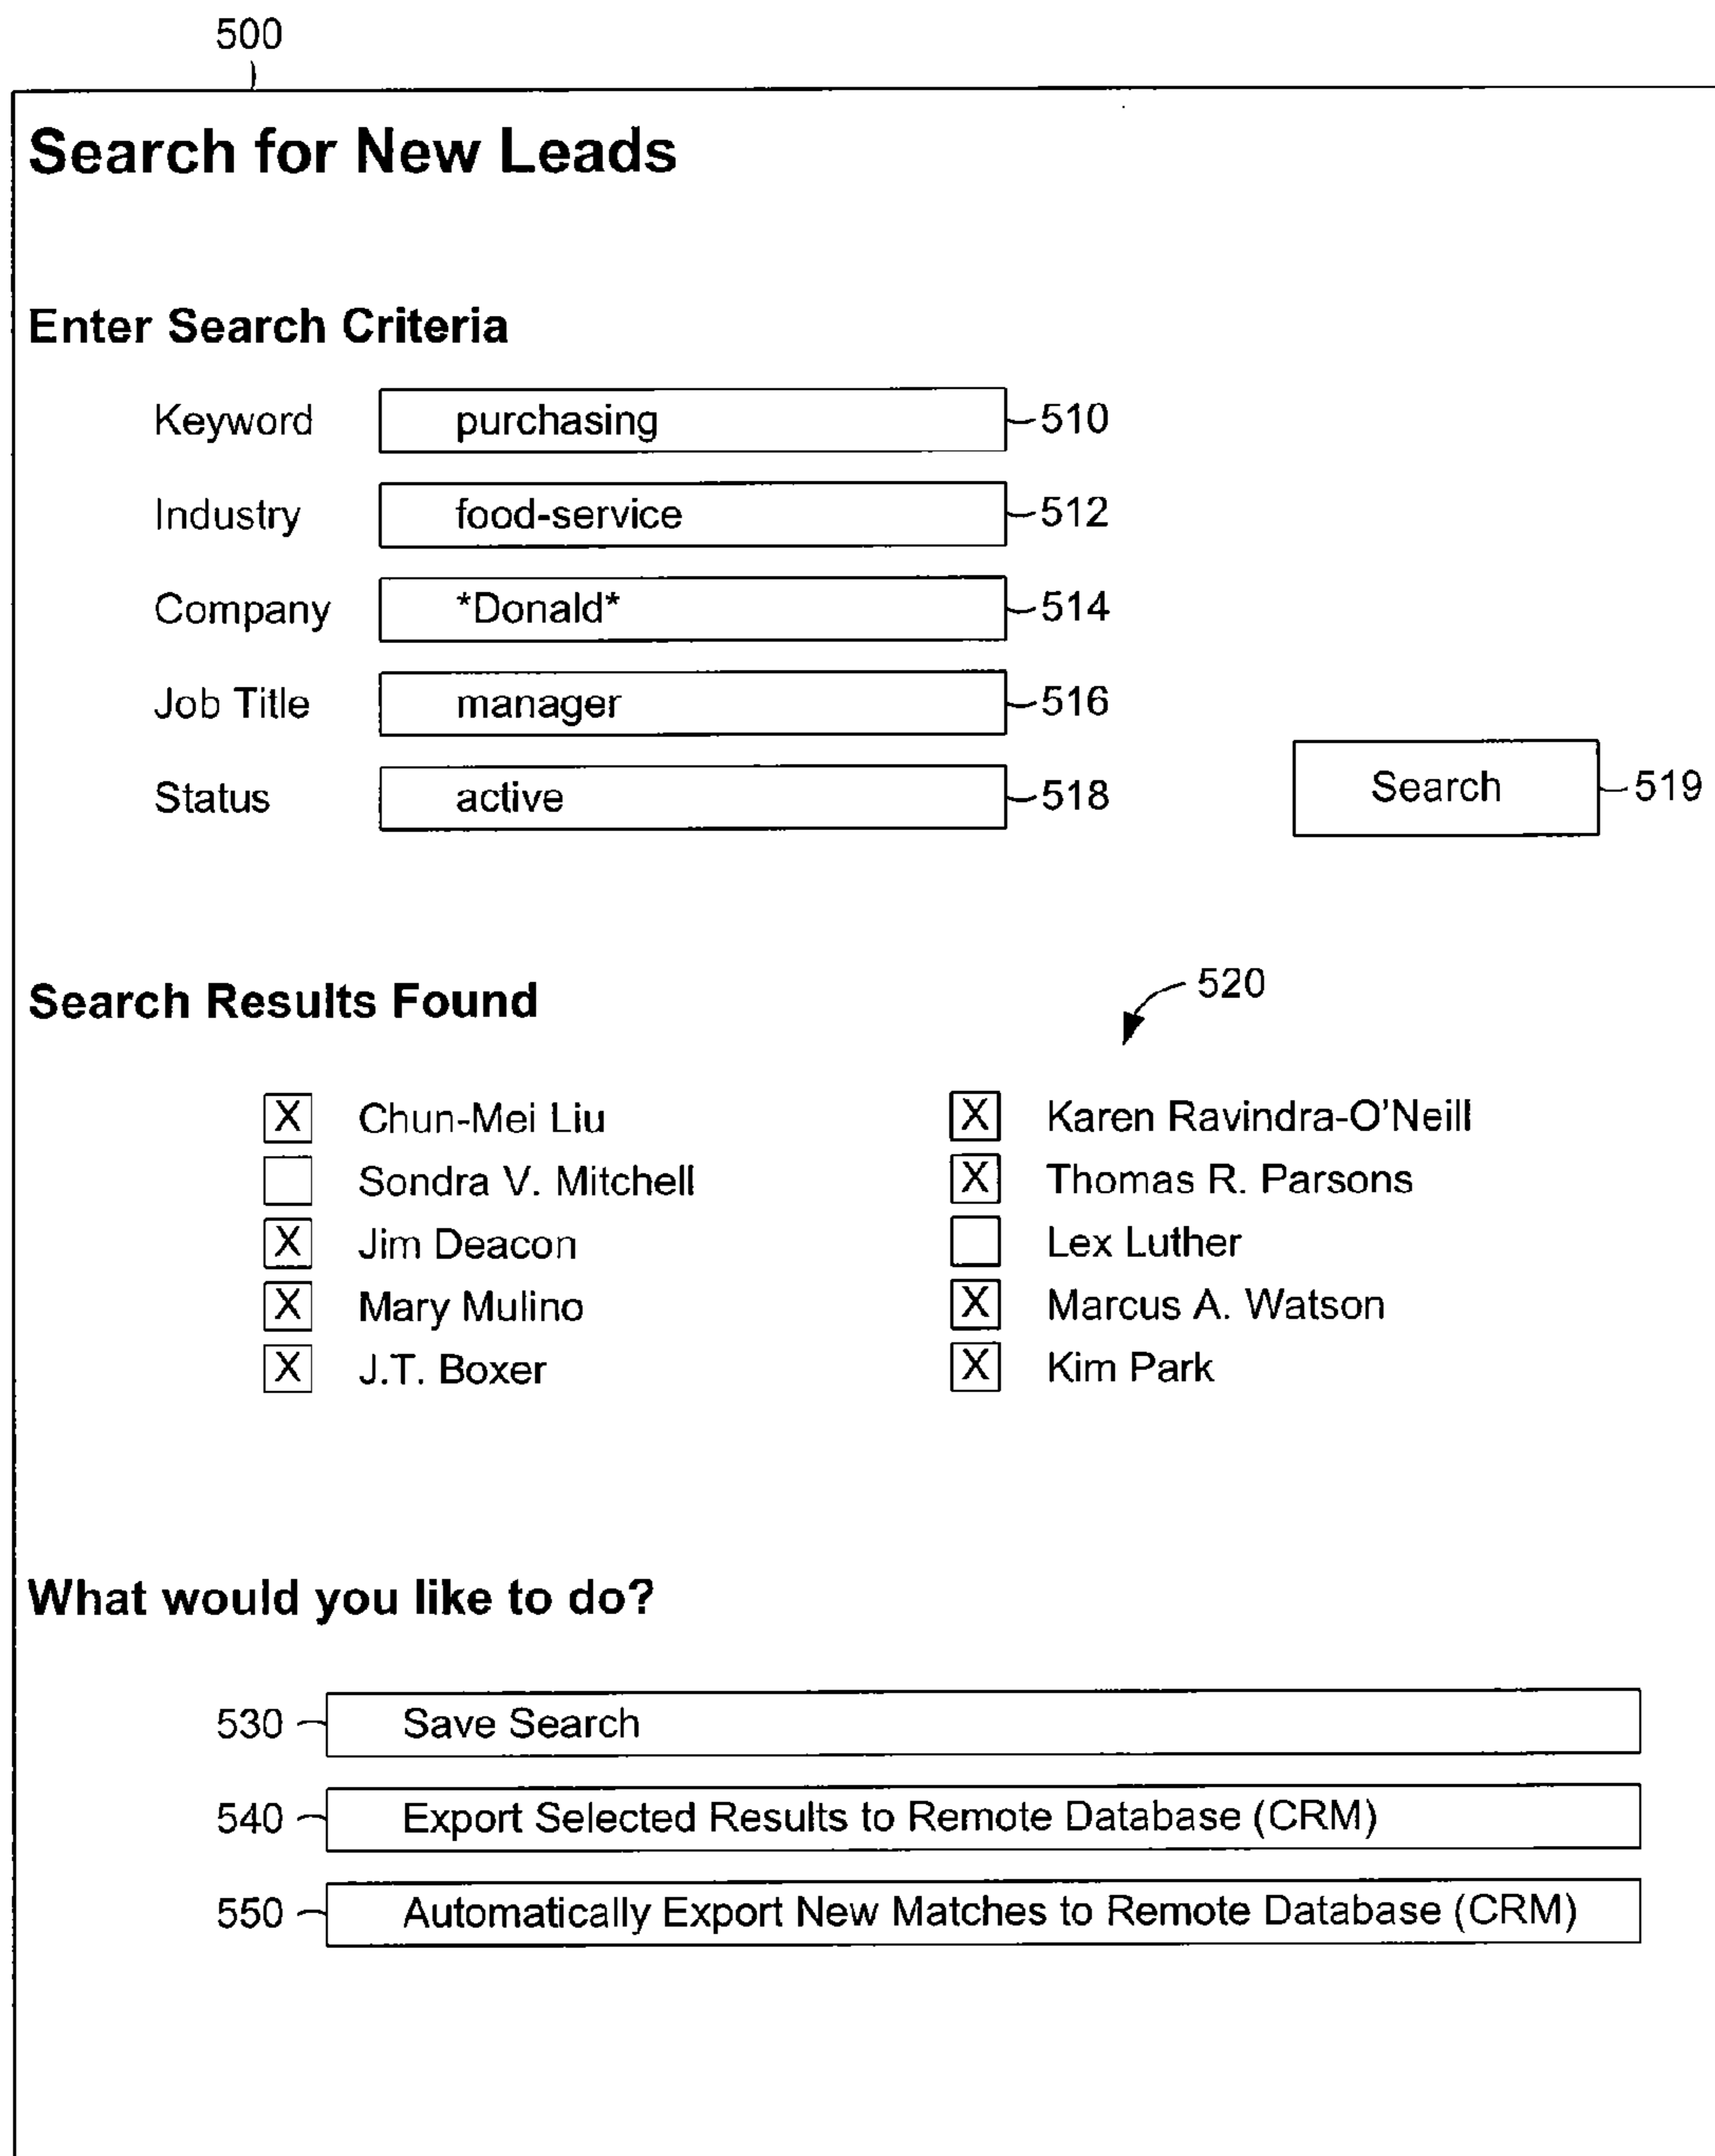 500
Search for New Leads
Enter Search Criteria
Keyword purchasing 510
Industry food-service 512
Company *Donald* 514
Job Title manager 516
Status active 518 Search 519
Search Results Found 520
X Chun-Mei Liu X Karen Ravindra-O'Neill
Sondra V. Mitchell X Thomas R. Parsons
X Jim Deacon Lex Luther
X Mary Mulino X Marcus A. Watson
X J.T. Boxer X Kim Park
What would you like to do?
530 Save Search
540 Export Selected Results to Remote Database (CRM)
550 Automatically Export New Matches to Remote Database (CRM)